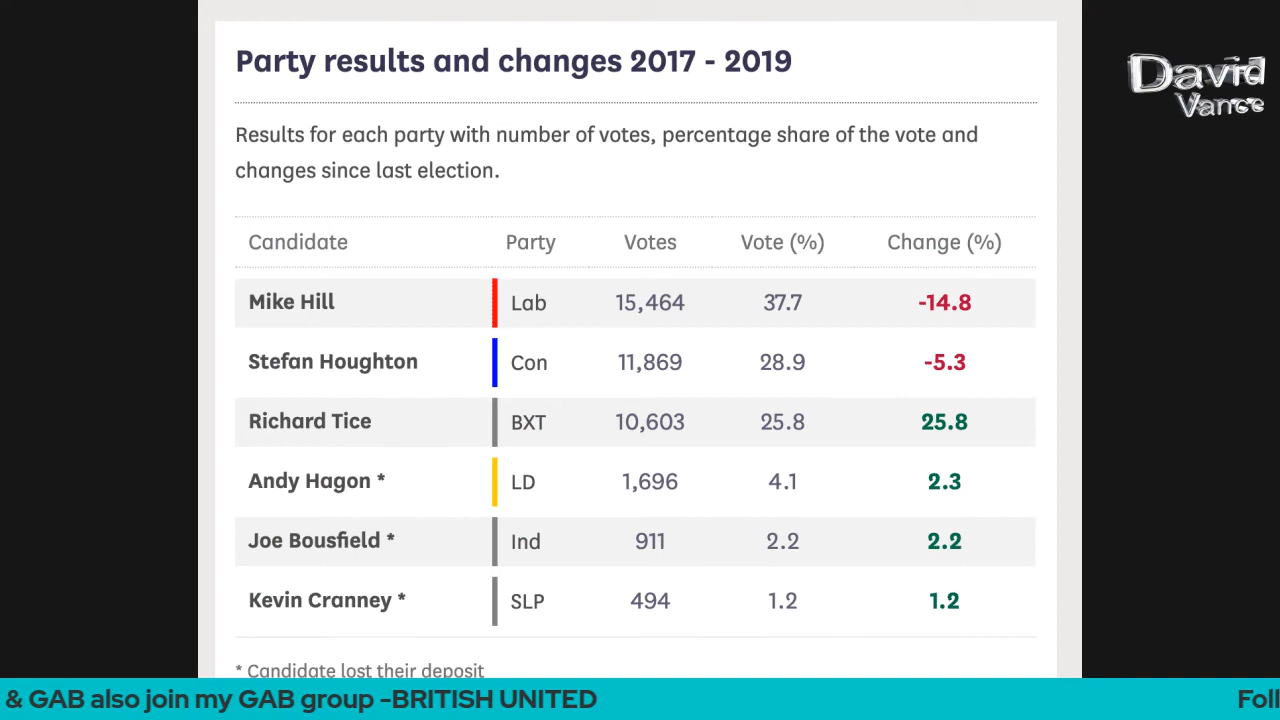 Party results and changes 2017 - 2019
David
Vance
Results for each party with number of votes, percentage share of the vote and
changes since last election.
Candidate Party Votes Vote (%) Change (%)
Mike Hill Lab 15,464 37.7 -14.8
Stefan Houghton Con 11,869 28.9 -5.3
Richard Tice BXT 10,603 25.8 25.8
Andy Hagon * LD 1,696 4.1 2.3
Joe Bousfield * Ind 911 2.2 2.2
Kevin Cranney * SLP 494 1.2 1.2
* Candidate lost their deposit
& GAB also join my GAB group -BRITISH UNITED Foll